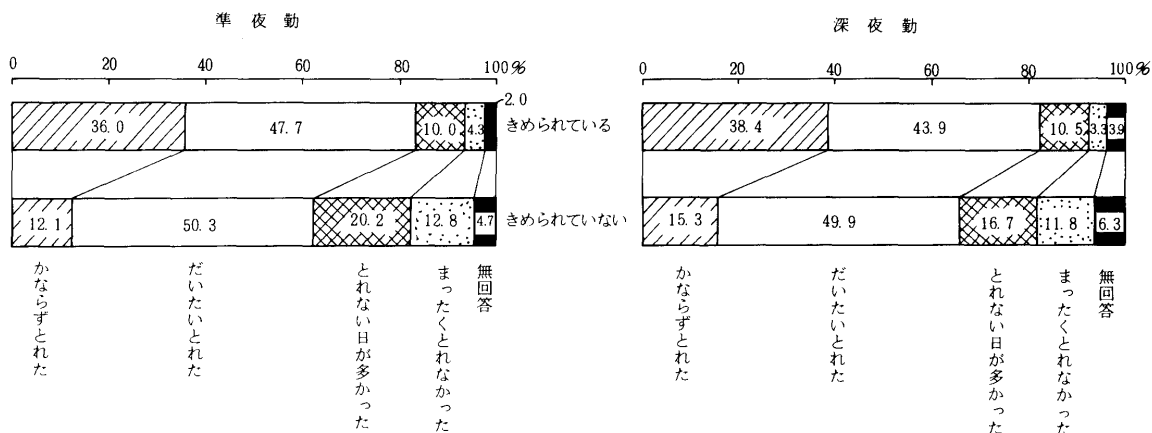 準夜勤
0 20 40 60 80 100%
36.0 47.7 10.0 4.3 2.0
きめられている
12.1 50.3 20.2 12.8 4.7
きめられていない
かならずとれた
だいたいとれた
とれない日が多かった
まったくとれなかった
無回答
深夜勤
0 20 40 60 80 100%
38.4 43.9 10.5 3.3 3.9
15.3 49.9 16.7 11.8 6.3
かならずとれた
だいたいとれた
とれない日が多かった
まったくとれなかった
無回答